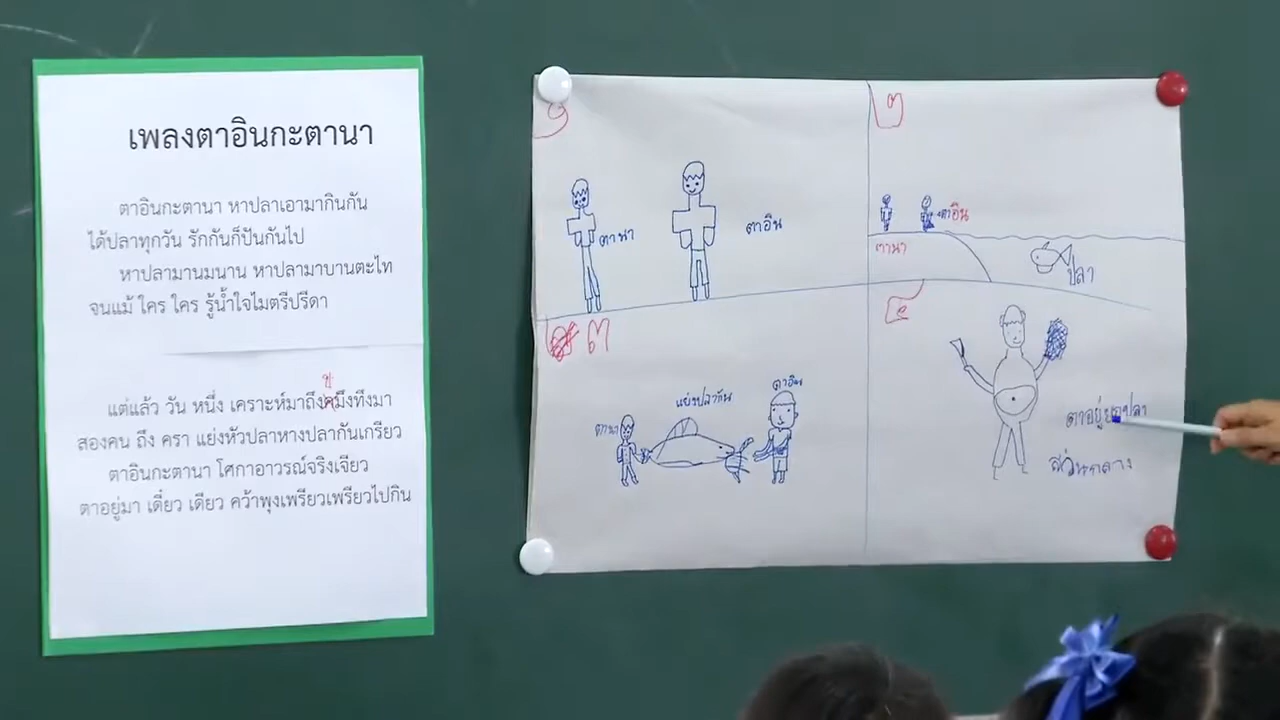 เพลงตาอินกะตานา
ตาอินกะตานา หาปลาเอามากินกัน
ได้ปลาทุกวัน รักกันก็ปันกันไป
หาปลามานมนาน หาปลามาบานตะไท
จนแม้ ใคร ใคร รู้น้ำใจไมตรีปรีดา
ข
แต่แล้ว วัน หนึ่ง เคราะห์มาถึงคมึงทึงมา
สองคน ถึง ครา แย่งหัวปลาหางปลากันเกรียว
ตาอินกะตานา โศกาอาวรณ์จริงเจียว
ตาอยู่มา เดี๋ยว เดียว คว้าพุงเพรียวเพรียวไปกิน
๑
ตานา
ตาอิน
๒
ตาอิน
ตานา
ปลา
๓
ตานา
แย่งปลากัน
ตาอิน
๔
ตาอยู่
ส่วนกลาง